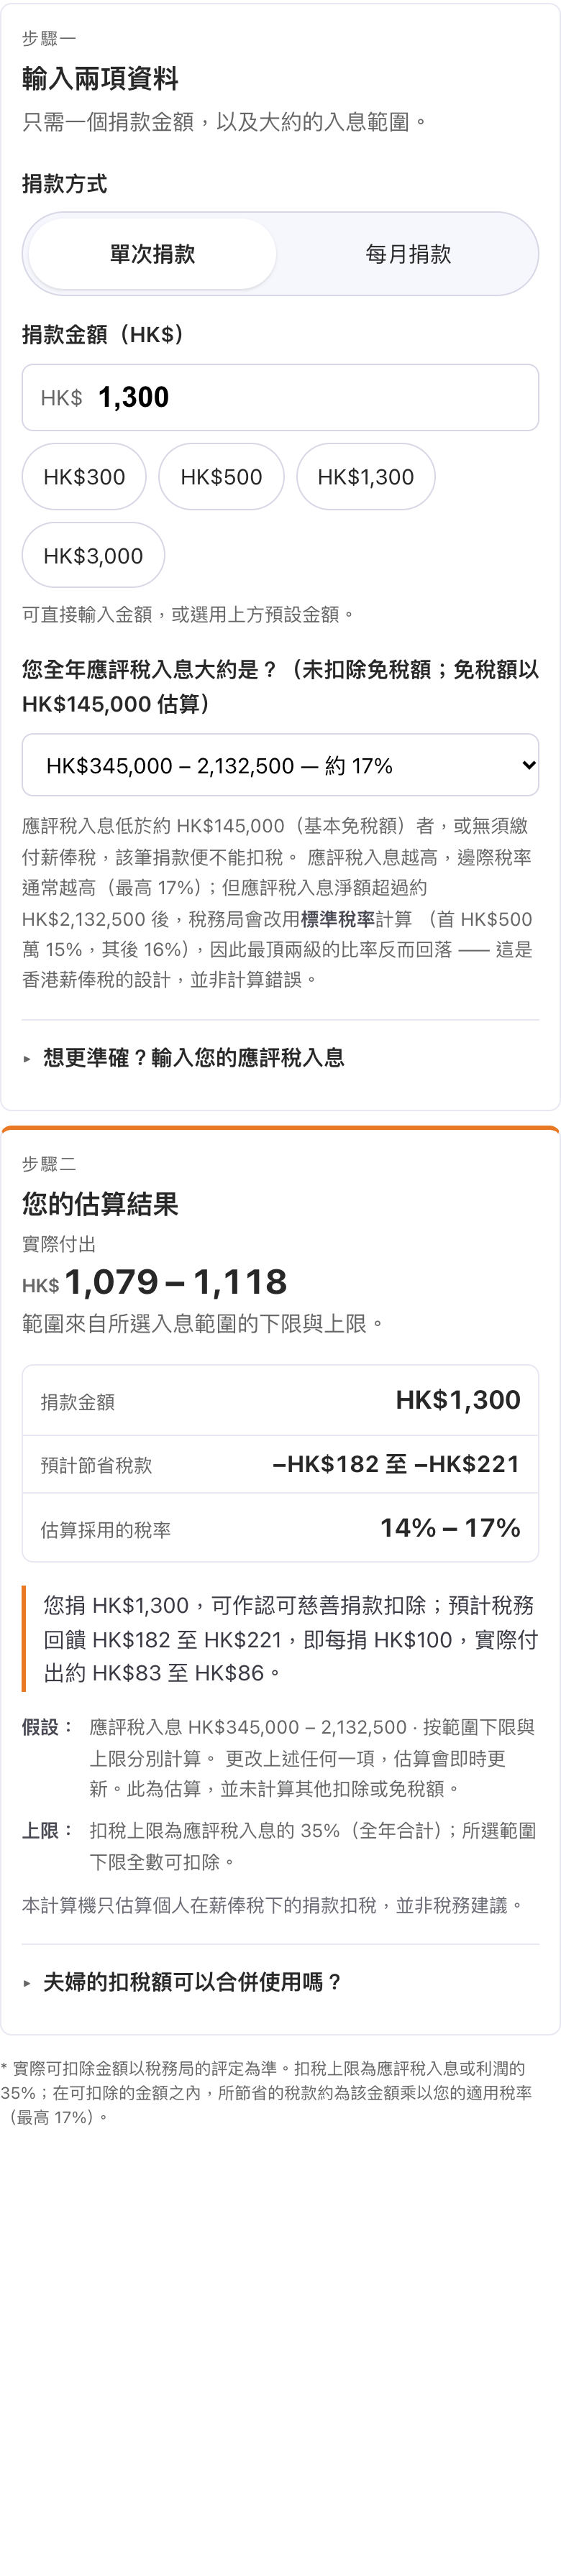 步驟一
輸入兩項資料
只需一個捐款金額，以及大約的入息範圍。
捐款方式
單次捐款 每月捐款
捐款金額（HK$）
HK$ 1,300
HK$300 HK$500 HK$1,300
HK$3,000
可直接輸入金額，或選用上方預設金額。
您全年應評稅入息大約是？（未扣除免稅額；免稅額以
HK$145,000 估算）
HK$345,000 – 2,132,500 — 約 17%
應評稅入息低於約 HK$145,000（基本免稅額）者，或無須繳
付薪俸稅，該筆捐款便不能扣稅。 應評稅入息越高，邊際稅率
通常越高（最高 17%）；但應評稅入息淨額超過約
HK$2,132,500 後，稅務局會改用標準稅率計算 （首 HK$500
萬 15%，其後 16%），因此最頂兩級的比率反而回落 —— 這是
香港薪俸稅的設計，並非計算錯誤。
▸ 想更準確？輸入您的應評稅入息
步驟二
您的估算結果
實際付出
HK$ 1,079 – 1,118
範圍來自所選入息範圍的下限與上限。
捐款金額 HK$1,300
預計節省稅款 −HK$182 至 −HK$221
估算採用的稅率 14% – 17%
您捐 HK$1,300，可作認可慈善捐款扣除；預計稅務
回饋 HK$182 至 HK$221，即每捐 HK$100，實際付
出約 HK$83 至 HK$86。
假設： 應評稅入息 HK$345,000 – 2,132,500 · 按範圍下限與
上限分別計算。 更改上述任何一項，估算會即時更
新。此為估算，並未計算其他扣除或免稅額。
上限： 扣稅上限為應評稅入息的 35%（全年合計）；所選範圍
下限全數可扣除。
本計算機只估算個人在薪俸稅下的捐款扣稅，並非稅務建議。
▸ 夫婦的扣稅額可以合併使用嗎？
* 實際可扣除金額以稅務局的評定為準。扣稅上限為應評稅入息或利潤的
35%；在可扣除的金額之內，所節省的稅款約為該金額乘以您的適用稅率
（最高 17%）。